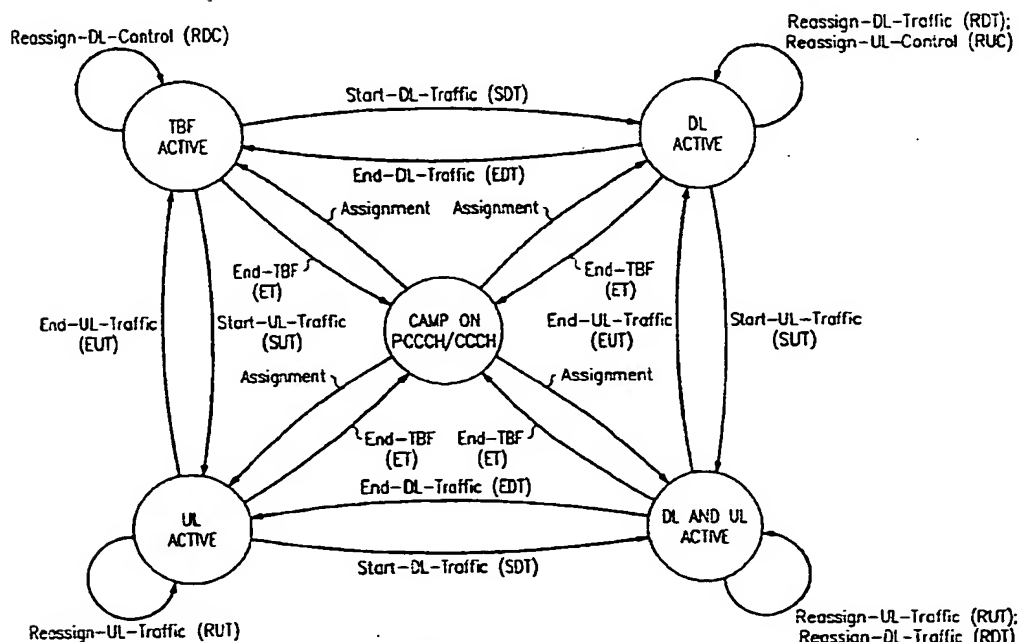 Reassign-DL-Control (RDC)
Reassign-DL-Traffic (RDT);
Reassign-UL-Control (RUC)
TBF
ACTIVE
Start-DL-Traffic (SDT)
DL
ACTIVE
End-DL-Traffic (EDT)
Assignment
Assignment
End-TBF
(ET)
End-TBF
(ET)
CAMP ON
PCCCH/CCCH
End-UL-Traffic
(EUT)
Start-UL-Traffic
(SUT)
End-UL-Traffic
(EUT)
Start-UL-Traffic
(SUT)
Assignment
Assignment
End-TBF
(ET)
End-TBF
(ET)
End-DL-Traffic (EDT)
UL
ACTIVE
DL AND UL
ACTIVE
Start-DL-Traffic (SDT)
Reassign-UL-Traffic (RUT)
Reassign-UL-Traffic (RUT);
Reassign-DL-Traffic (RDT)